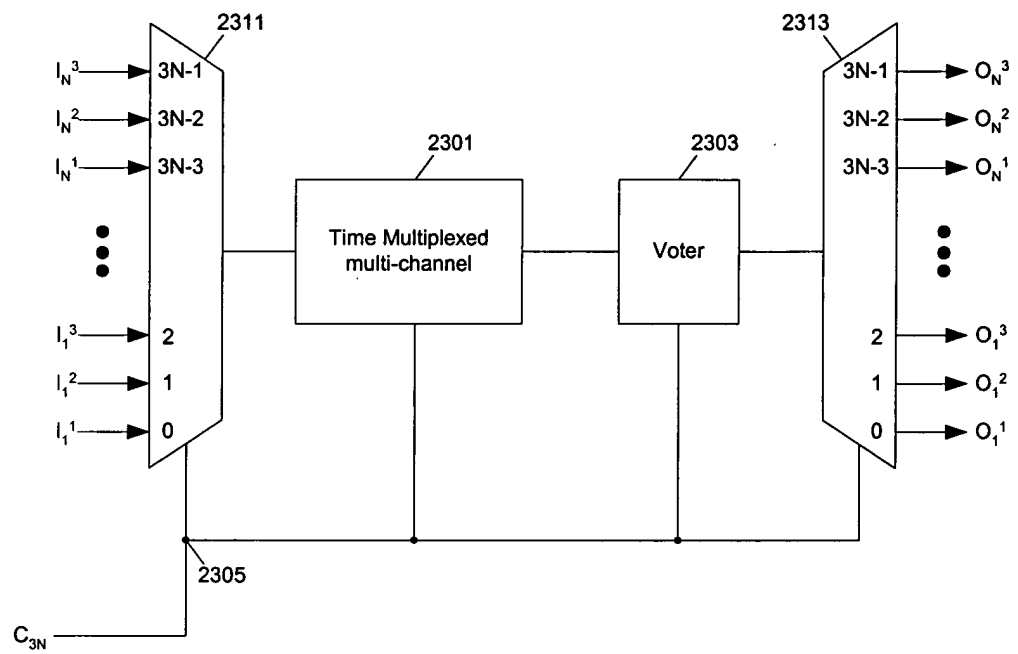 2311
2313
I_N^3 3N-1
3N-1 O_N^3
I_N^2 3N-2
3N-2 O_N^2
I_N^1 3N-3
3N-3 O_N^1
2301
2303
Time Multiplexed
multi-channel
Voter
I_1^3 2
2 O_1^3
I_1^2 1
1 O_1^2
I_1^1 0
0 O_1^1
2305
C_3N